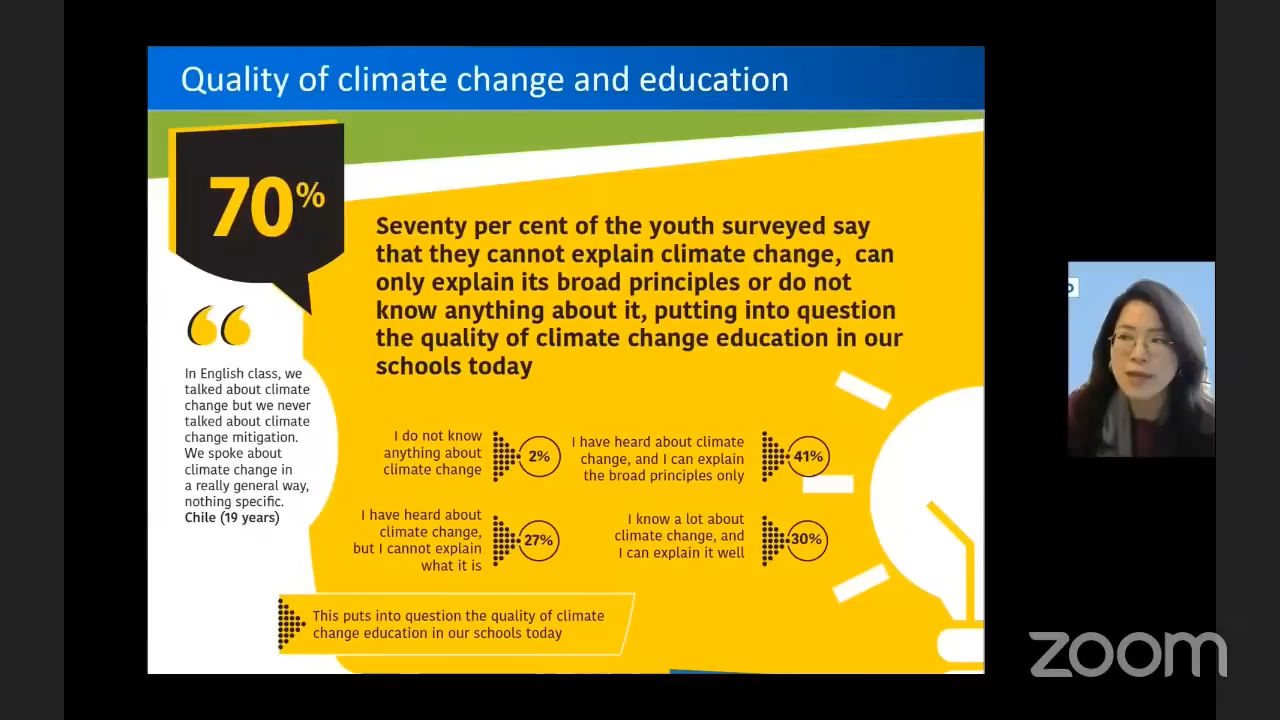 Quality of climate change and education
70%
Seventy per cent of the youth surveyed say
that they cannot explain climate change, can
only explain its broad principles or do not
know anything about it, putting into question
the quality of climate change education in our
schools today
In English class, we
talked about climate
change but we never
talked about climate
change mitigation.
We spoke about
climate change in
a really general way,
nothing specific.
Chile (19 years)
I do not know
anything about
climate change
2%
I have heard about climate
change, and I can explain
the broad principles only
41%
I have heard about
climate change,
but I cannot explain
what it is
27%
I know a lot about
climate change, and
I can explain it well
30%
This puts into question the quality of climate
change education in our schools today
zoom